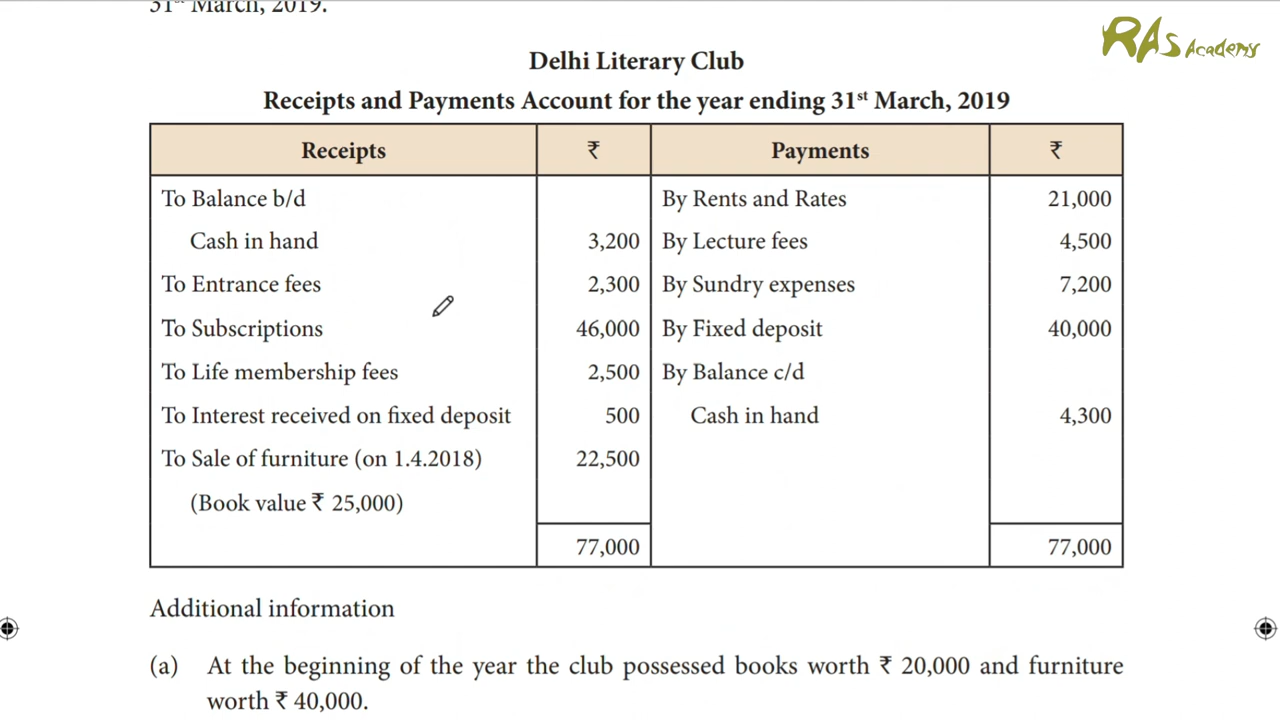 31st March, 2019.
RAS Academy
Delhi Literary Club
Receipts and Payments Account for the year ending 31st March, 2019
Receipts ₹ Payments ₹
To Balance b/d By Rents and Rates 21,000
Cash in hand 3,200 By Lecture fees 4,500
To Entrance fees 2,300 By Sundry expenses 7,200
To Subscriptions 46,000 By Fixed deposit 40,000
To Life membership fees 2,500 By Balance c/d
To Interest received on fixed deposit 500 Cash in hand 4,300
To Sale of furniture (on 1.4.2018) 22,500
(Book value ₹ 25,000)
77,000 77,000
Additional information
(a) At the beginning of the year the club possessed books worth ₹ 20,000 and furniture
worth ₹ 40,000.